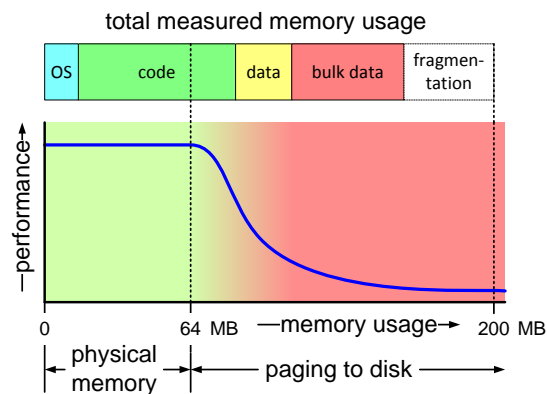 total measured memory usage
OS
code
data
bulk data
fragmen-
tation
performance
0
64 MB
memory usage
200 MB
physical
memory
paging to disk